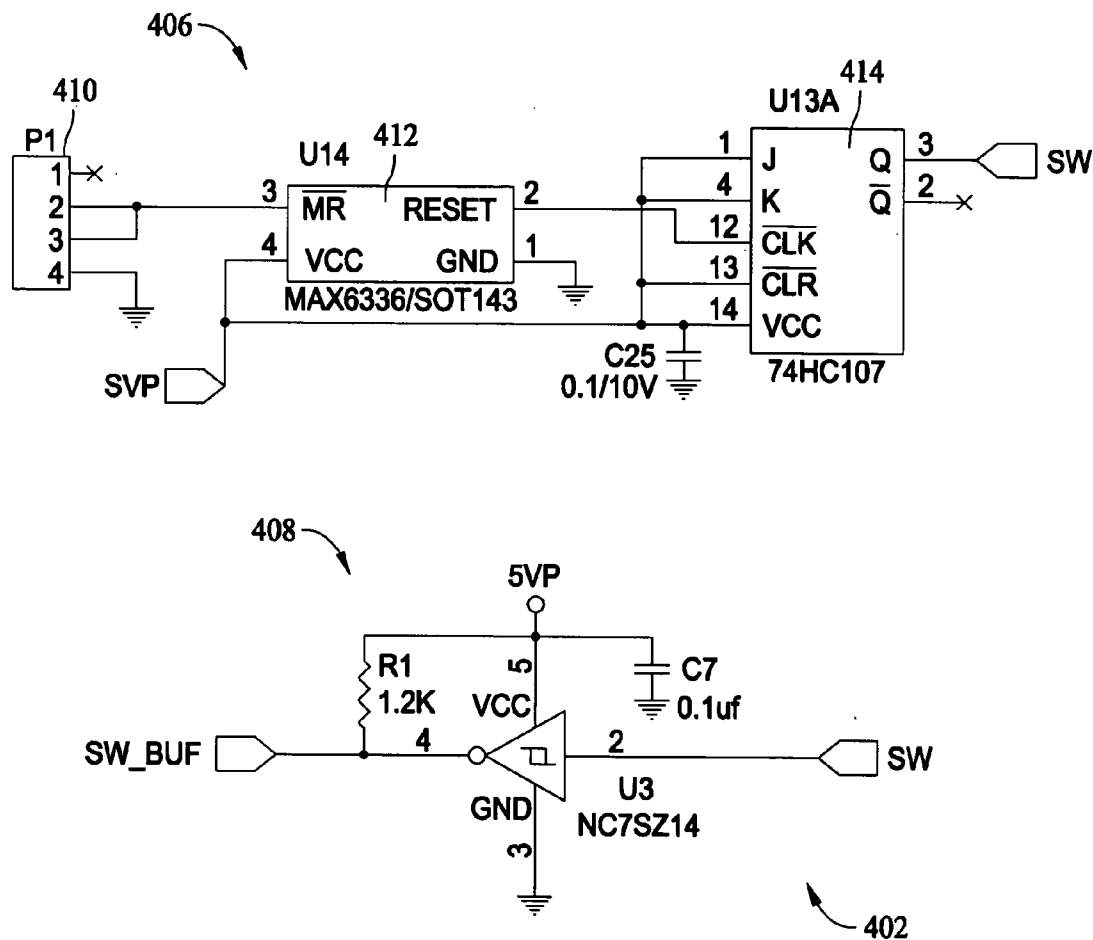 406
410
414
P1
U13A
412
U14
1
2
3
4
3
MR
RESET
2
4
VCC
GND
1
MAX6336/SOT143
1
J
Q
3
SW
4
K
Q
2
12
CLK
13
CLR
14
VCC
74HC107
SVP
C25
0.1/10V
408
5VP
R1
1.2K
5
VCC
C7
0.1uf
SW_BUF
4
2
SW
U3
NC7SZ14
GND
3
402